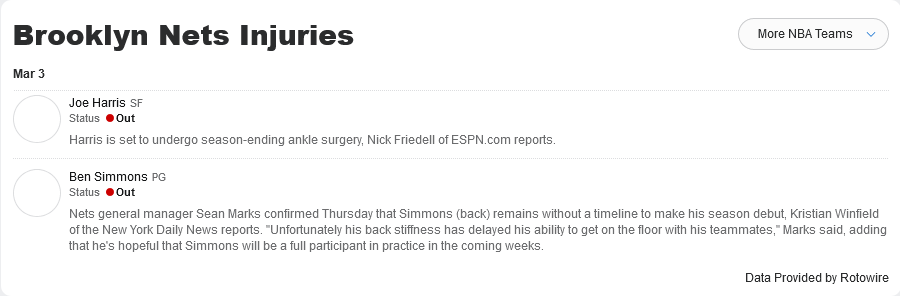 Brooklyn Nets Injuries
More NBA Teams
Mar 3
Joe Harris SF
Status Out
Harris is set to undergo season-ending ankle surgery, Nick Friedell of ESPN.com reports.
Ben Simmons PG
Status Out
Nets general manager Sean Marks confirmed Thursday that Simmons (back) remains without a timeline to make his season debut, Kristian Winfield
of the New York Daily News reports. "Unfortunately his back stiffness has delayed his ability to get on the floor with his teammates," Marks said, adding
that he's hopeful that Simmons will be a full participant in practice in the coming weeks.
Data Provided by Rotowire